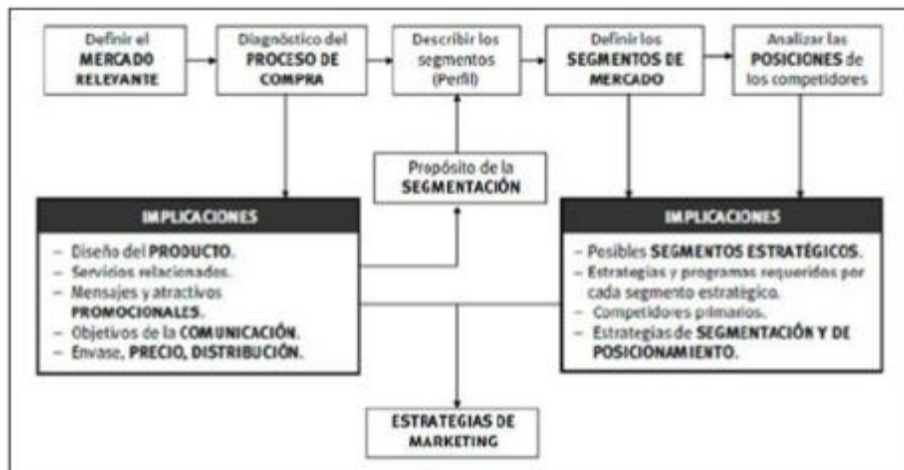 Definir el
MERCADO
RELEVANTE
Diagnóstico del
PROCESO DE
COMPRA
Describir los
segmentos
(Perfil)
Definir los
SEGMENTOS DE
MERCADO
Analizar las
POSICIONES de
los competidores
Propósito de la
SEGMENTACIÓN
IMPLICACIONES
– Diseño del PRODUCTO.
– Servicios relacionados.
– Mensajes y atractivos
PROMOCIONALES.
– Objetivos de la COMUNICACIÓN.
– Envase, PRECIO, DISTRIBUCIÓN.
IMPLICACIONES
– Posibles SEGMENTOS ESTRATÉGICOS.
– Estrategias y programas requeridos por
cada segmento estratégico.
– Competidores primarios.
– Estrategias de SEGMENTACIÓN Y DE
POSICIONAMIENTO.
ESTRATEGIAS DE
MARKETING